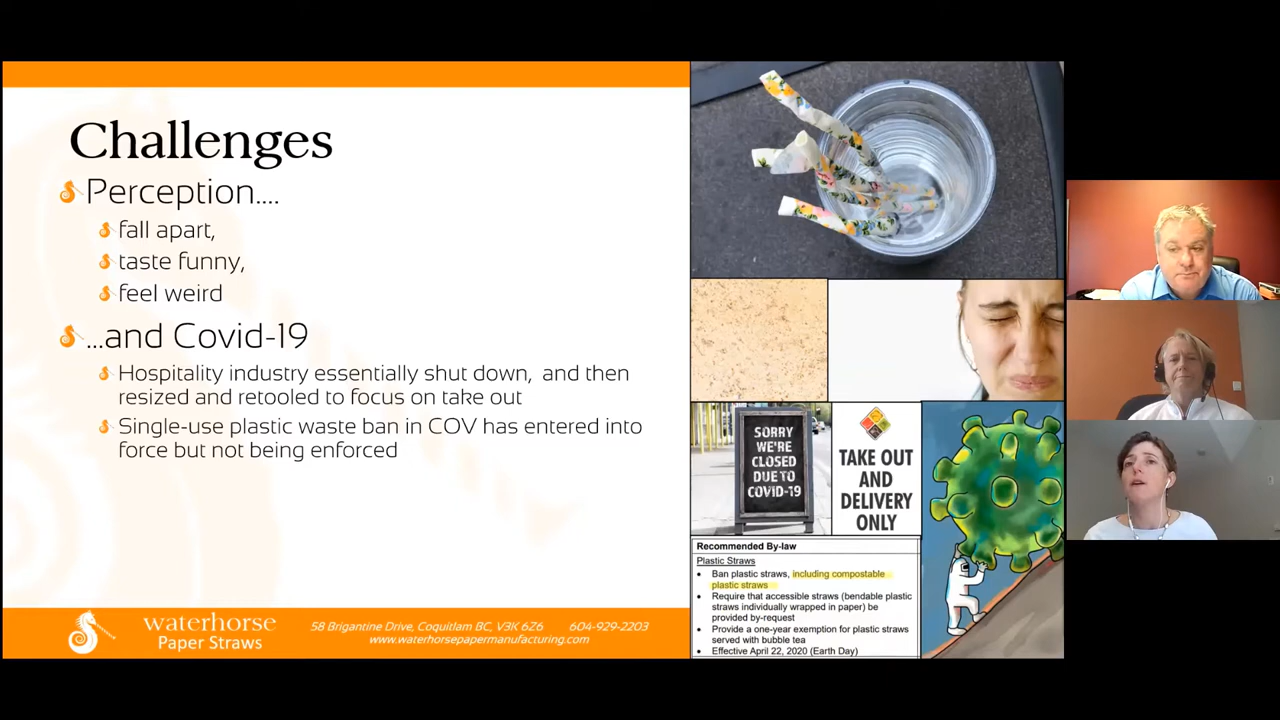 Challenges
Perception....
fall apart,
taste funny,
feel weird
...and Covid-19
Hospitality industry essentially shut down, and then
resized and retooled to focus on take out
Single-use plastic waste ban in COV has entered into
force but not being enforced
SORRY
WE'RE
CLOSED
DUE TO
COVID-19
TAKE OUT
AND
DELIVERY
ONLY
Recommended By-law
Plastic Straws
Ban plastic straws, including compostable
plastic straws
Require that accessible straws (bendable plastic
straws individually wrapped in paper) be
provided by-request
Provide a one-year exemption for plastic straws
served with bubble tea
Effective April 22, 2020 (Earth Day)
waterhorse
Paper Straws
58 Brigantine Drive, Coquitlam BC, V3K 6Z6 604-929-2203
www.waterhorsepapermanufacturing.com